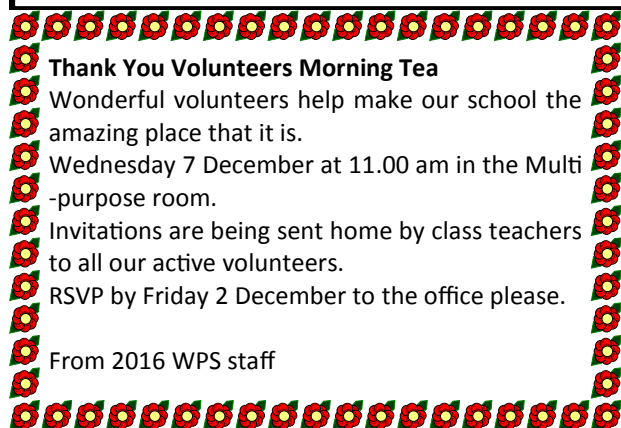 Thank You Volunteers Morning Tea
Wonderful volunteers help make our school the
amazing place that it is.
Wednesday 7 December at 11.00 am in the Multi
-purpose room.
Invitations are being sent home by class teachers
to all our active volunteers.
RSVP by Friday 2 December to the office please.
From 2016 WPS staff